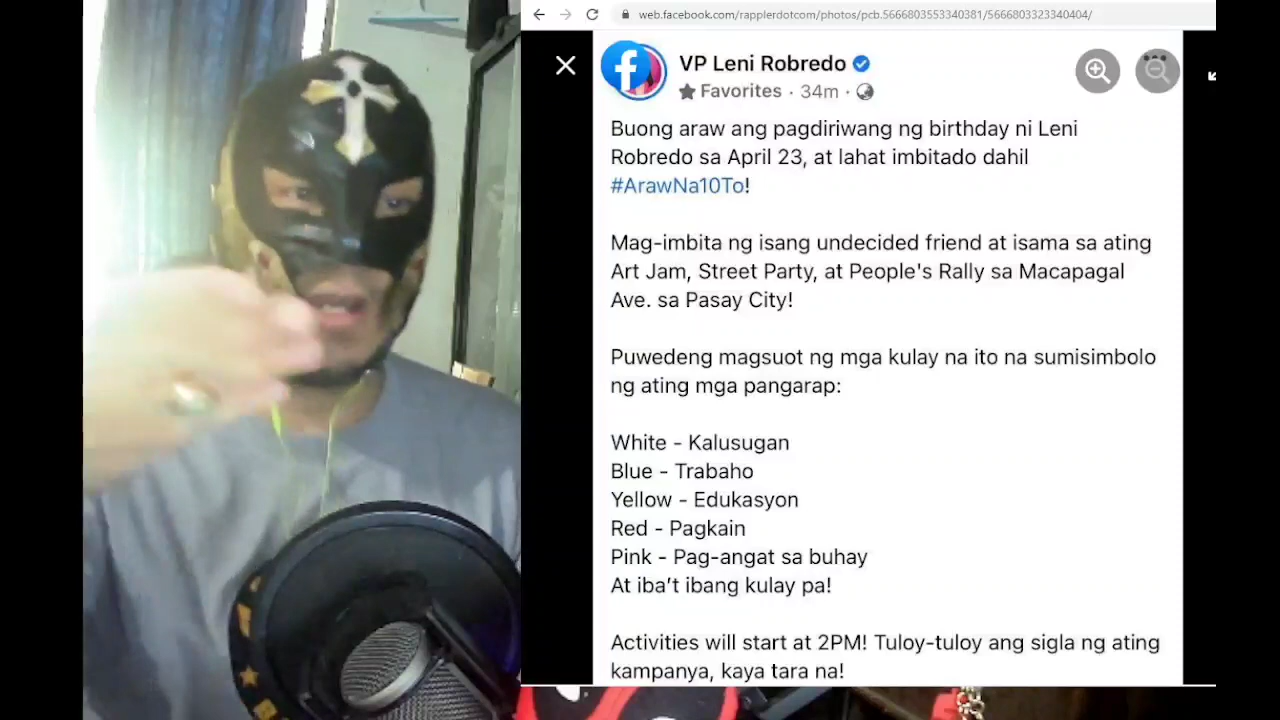 web.facebook.com/rapplerdotcom/photos/pcb.5666803553340381/5666803323340404/
VP Leni Robredo
Favorites · 34m ·
Buong araw ang pagdiriwang ng birthday ni Leni
Robredo sa April 23, at lahat imbitado dahil
#ArawNa10To!
Mag-imbita ng isang undecided friend at isama sa ating
Art Jam, Street Party, at People's Rally sa Macapagal
Ave. sa Pasay City!
Puwedeng magsuot ng mga kulay na ito na sumisimbolo
ng ating mga pangarap:
White - Kalusugan
Blue - Trabaho
Yellow - Edukasyon
Red - Pagkain
Pink - Pag-angat sa buhay
At iba't ibang kulay pa!
Activities will start at 2PM! Tuloy-tuloy ang sigla ng ating
kampanya, kaya tara na!